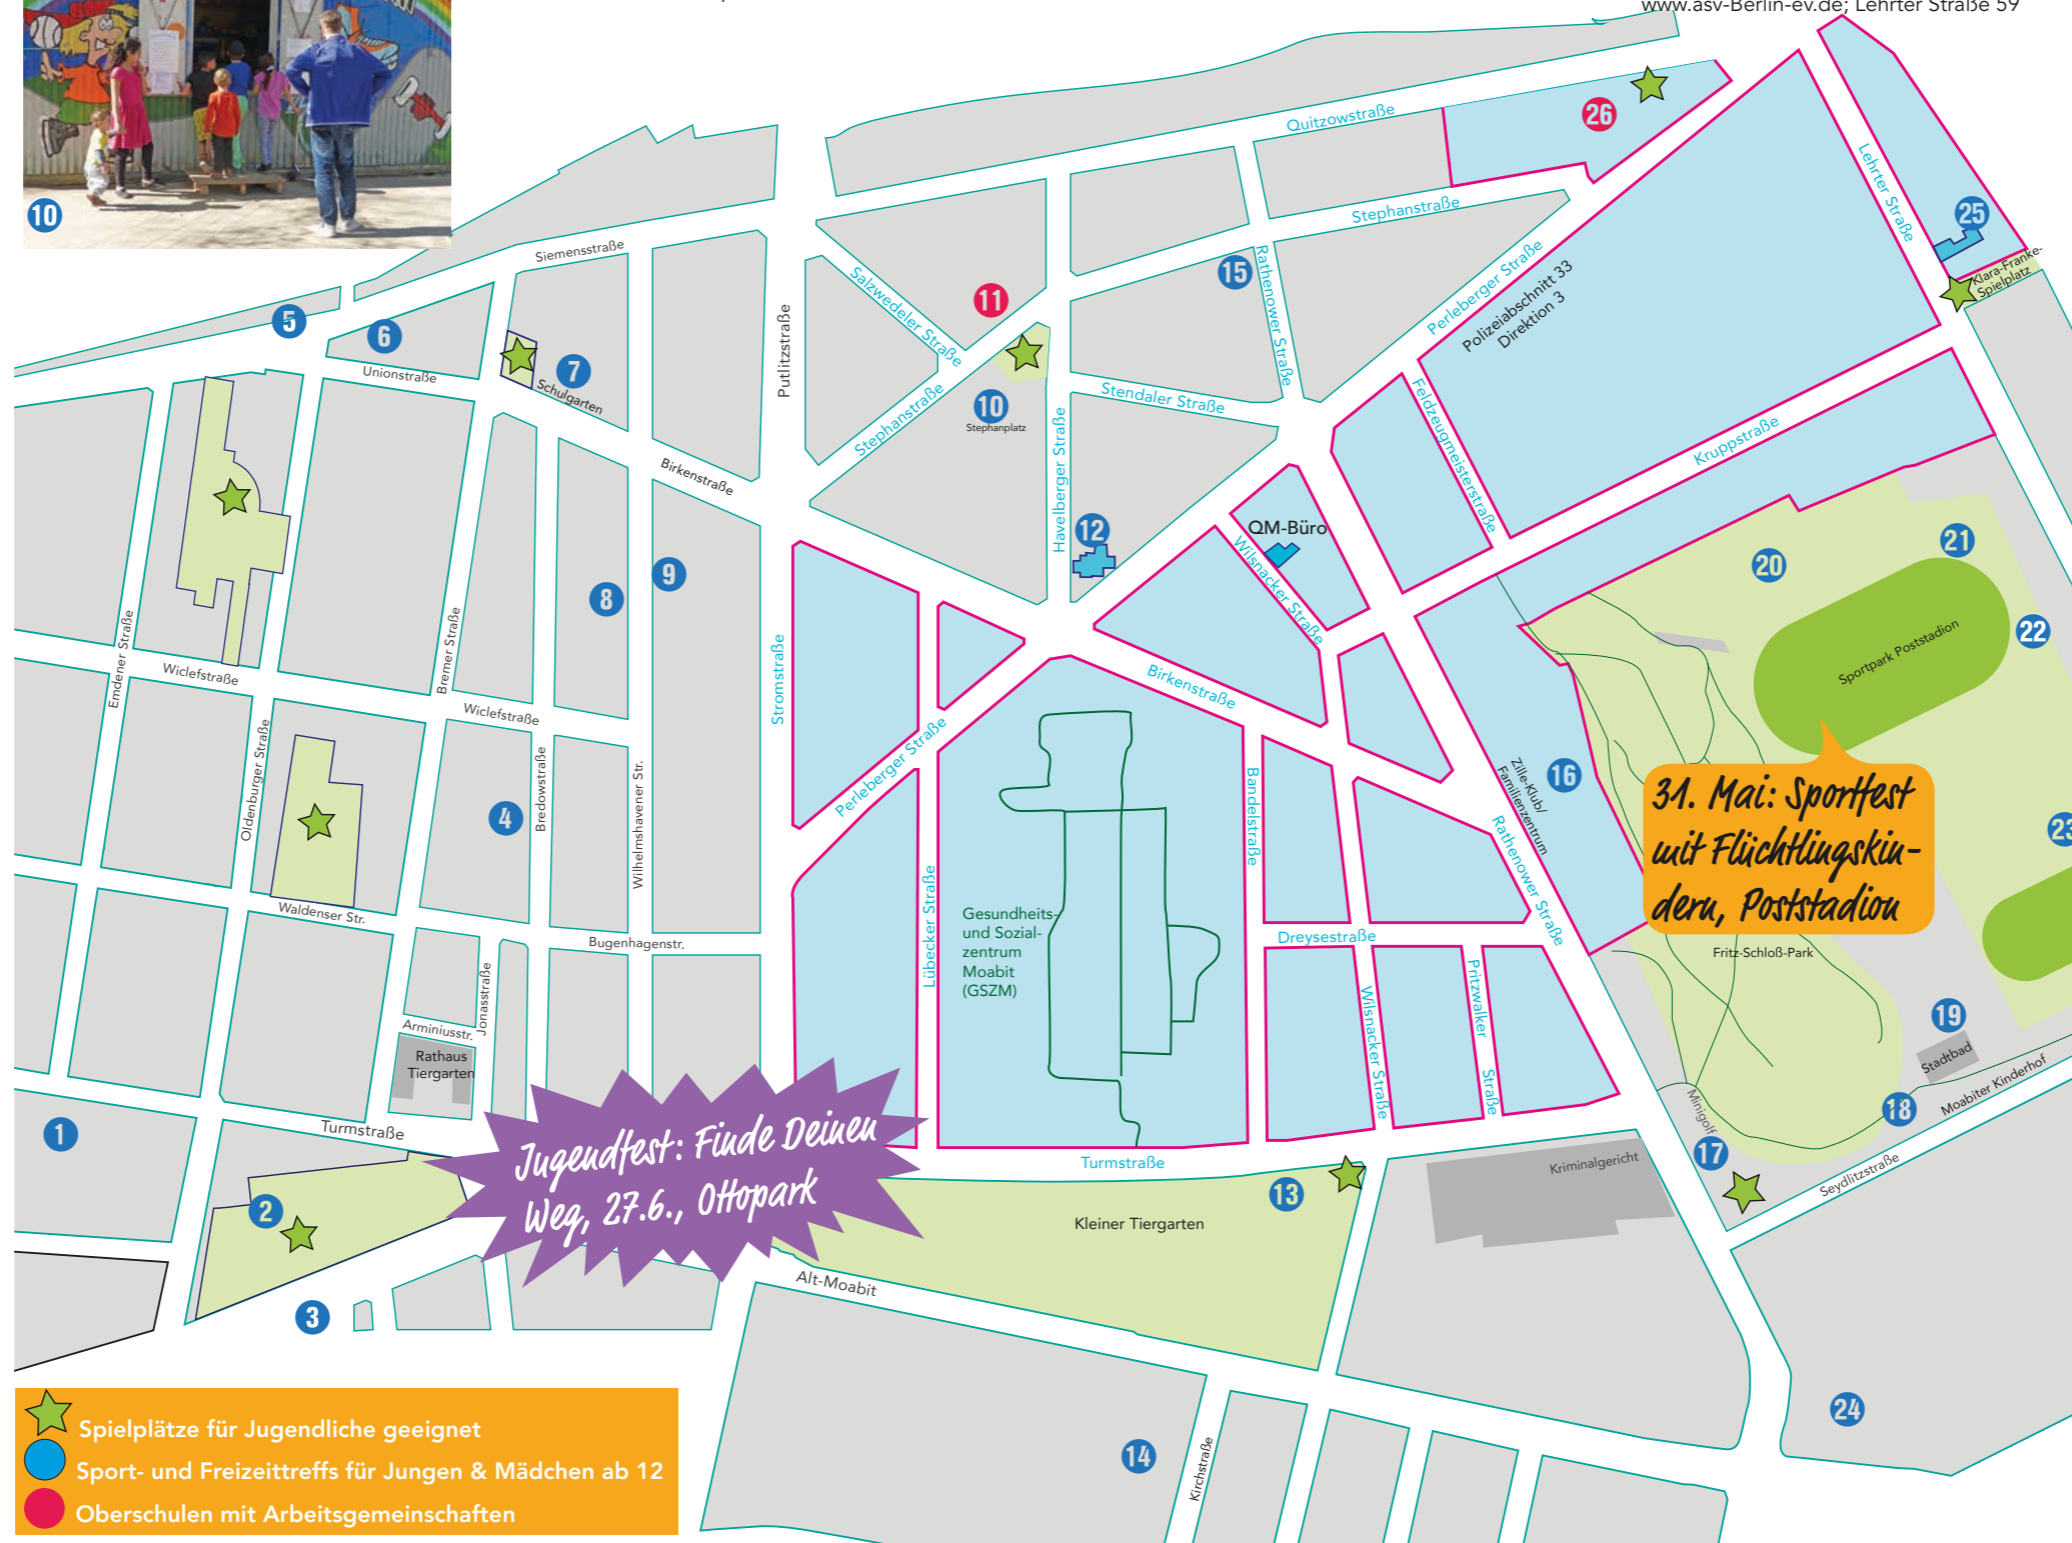 www.asv-Berlin-ev.de; Lehrter Straße 59
10
Quitzowstraße
26
Lehrter Straße
25
Klara-Franke-
Spielplatz
Stephanstraße
Siemensstraße
Salzwedeler Straße
11
15
Rathenower Straße
Perleberger Straße
Polizeiabschnitt 33
Direktion 3
5
6
Unionstraße
7
Schulgarten
Putlitzstraße
Stephanstraße
10
Stephanplatz
Havelberger Straße
Stendaler Straße
Feldzeugmeisterstraße
Kruppstraße
Birkenstraße
12
QM-Büro
Wilsnacker Straße
20
21
22
Sportpark Poststadion
8
9
Emdener Straße
Bremer Straße
Wiclefstraße
Wiclefstraße
Stromstraße
Birkenstraße
Oldenburger Straße
4
Bredowstraße
Wilhelmshavener Str.
Perleberger Straße
Bandelstraße
Zille-Klub/
Familienzentrum
16
Rathenower Straße
31. Mai: Sportfest
mit Flüchtlingskin-
dern, Poststadion
23
Waldenser Str.
Bugenhagenstr.
Lübecker Straße
Gesundheits-
und Sozial-
zentrum
Moabit
(GSZM)
Dreysestraße
Fritz-Schloß-Park
Jonasstraße
Arminiusstr.
Rathaus
Tiergarten
Wilsnacker Straße
Pritzwalker
Straße
19
Stadtbad
Moabiter Kinderhof
18
Minigolf
17
Seydlitzstraße
1
Turmstraße
Jugendfest: Finde Deinen
Weg, 27.6., Ottopark
Turmstraße
Kriminalgericht
2
13
Kleiner Tiergarten
3
Alt-Moabit
24
14
Kirchstraße
Spielplätze für Jugendliche geeignet
Sport- und Freizeittreffs für Jungen & Mädchen ab 12
Oberschulen mit Arbeitsgemeinschaften